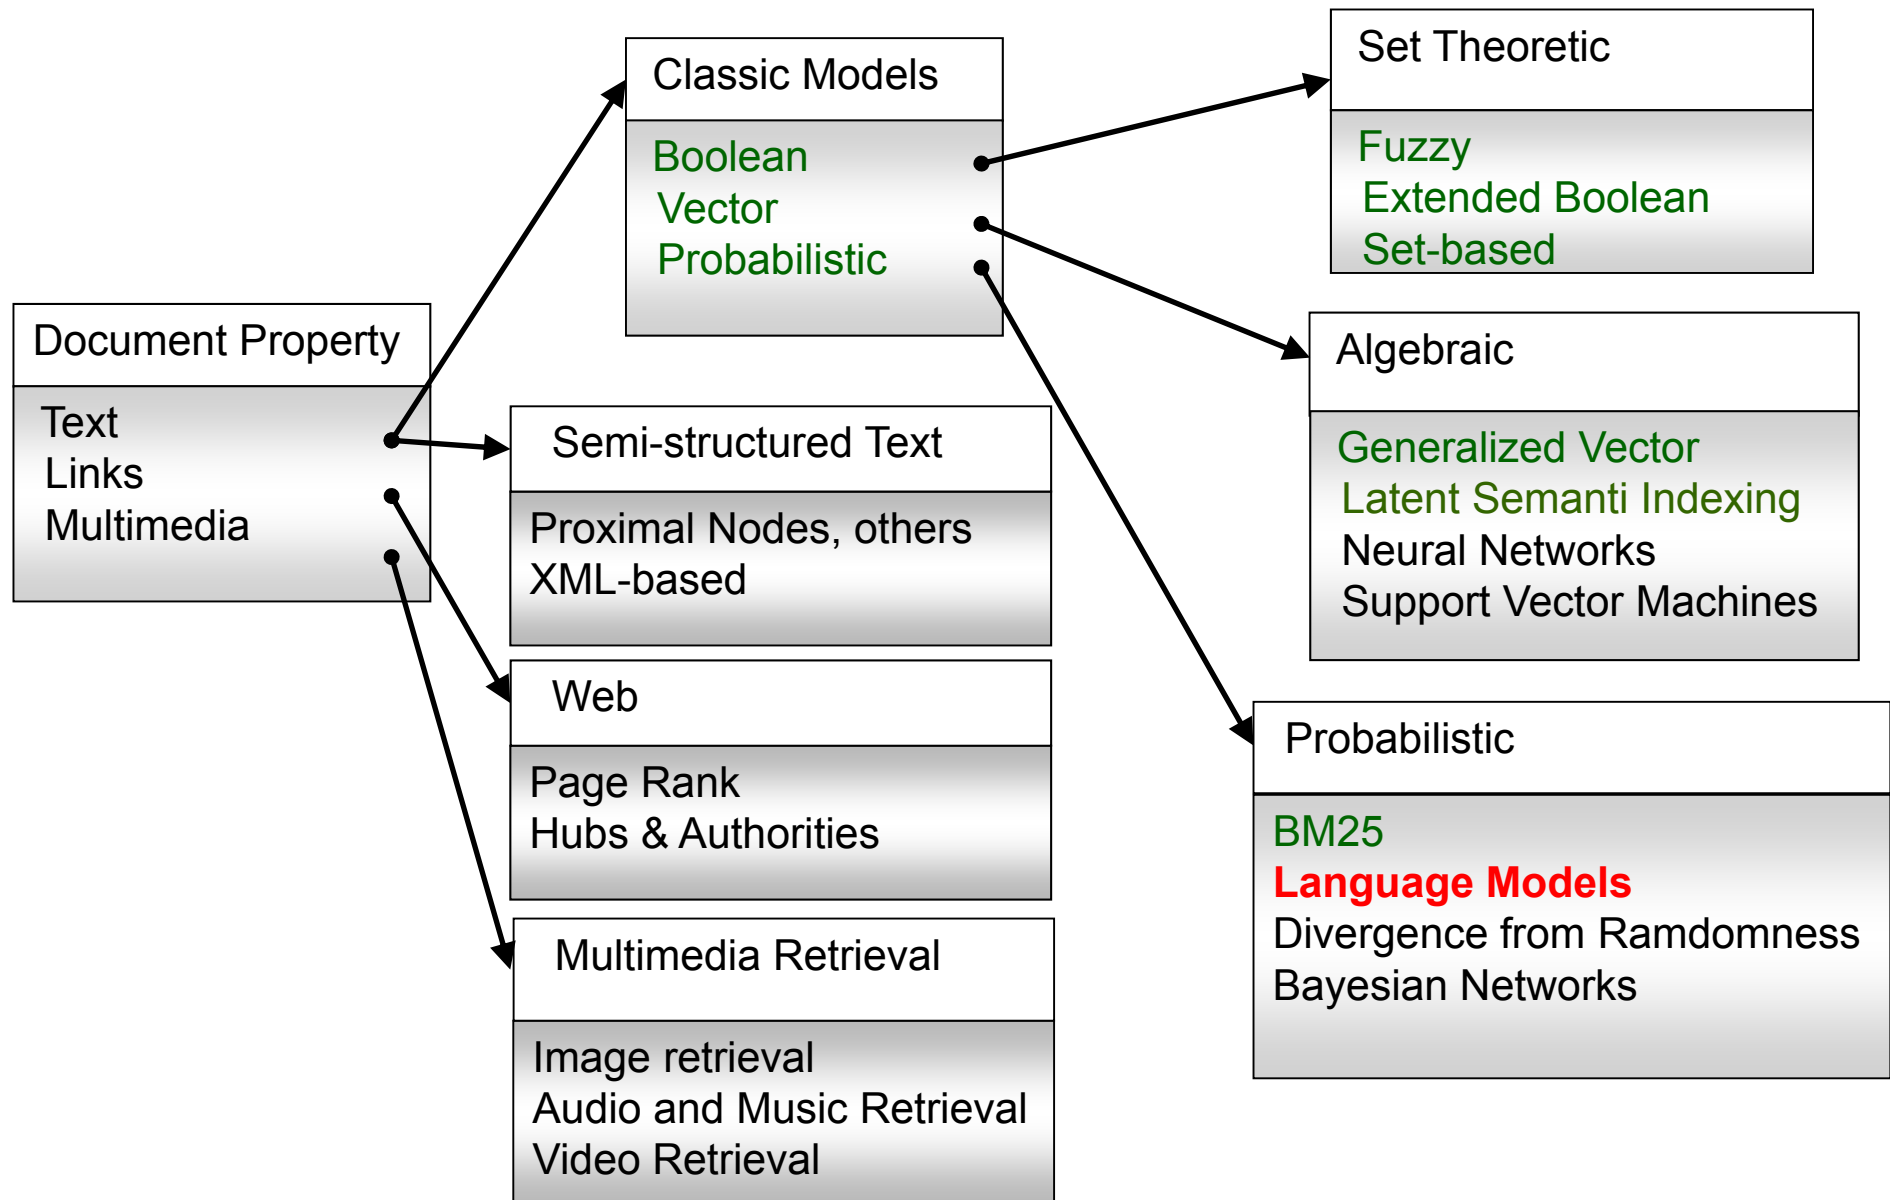 Document Property
Text
Links
Multimedia
Classic Models
Boolean
Vector
Probabilistic
Semi-structured Text
Proximal Nodes, others
XML-based
Web
Page Rank
Hubs & Authorities
Multimedia Retrieval
Image retrieval
Audio and Music Retrieval
Video Retrieval
Set Theoretic
Fuzzy
Extended Boolean
Set-based
Algebraic
Generalized Vector
Latent Semanti Indexing
Neural Networks
Support Vector Machines
Probabilistic
BM25
Language Models
Divergence from Ramdomness
Bayesian Networks